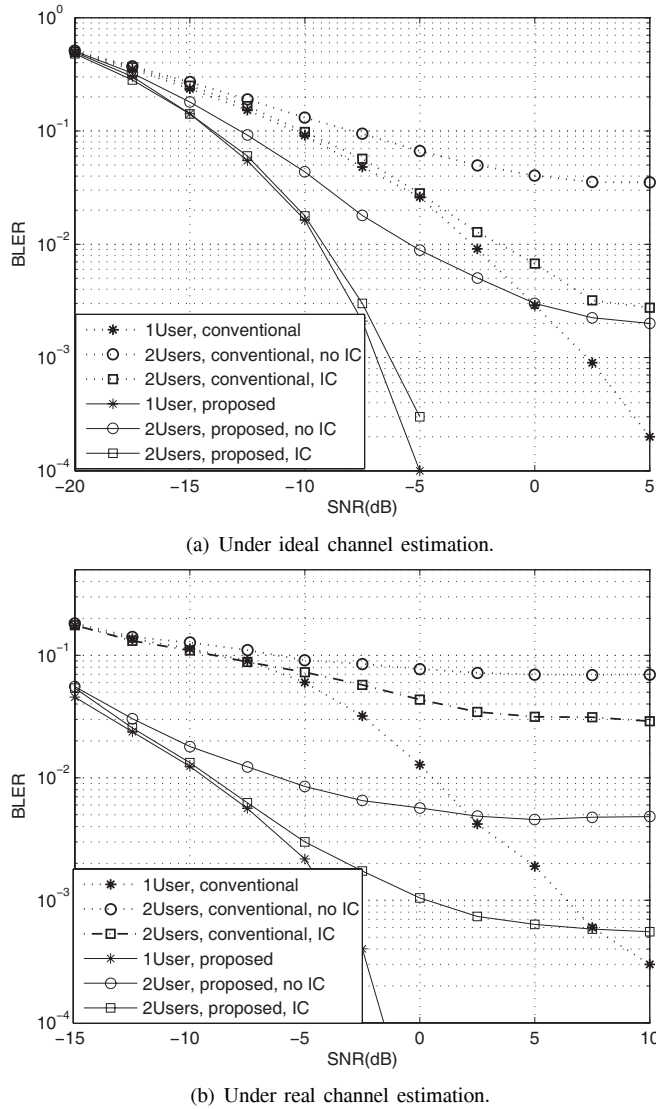 10^0
10^-1
10^-2
10^-3
10^-4
BLER
1User, conventional
2Users, conventional, no IC
2Users, conventional, IC
1User, proposed
2Users, proposed, no IC
2Users, proposed, IC
−20 −15 −10 −5 0 5
SNR(dB)
(a) Under ideal channel estimation.
10^-1
10^-2
10^-3
10^-4
BLER
1User, conventional
2Users, conventional, no IC
2Users, conventional, IC
1User, proposed
2User, proposed, no IC
2Users, proposed, IC
−15 −10 −5 0 5 10
SNR(dB)
(b) Under real channel estimation.